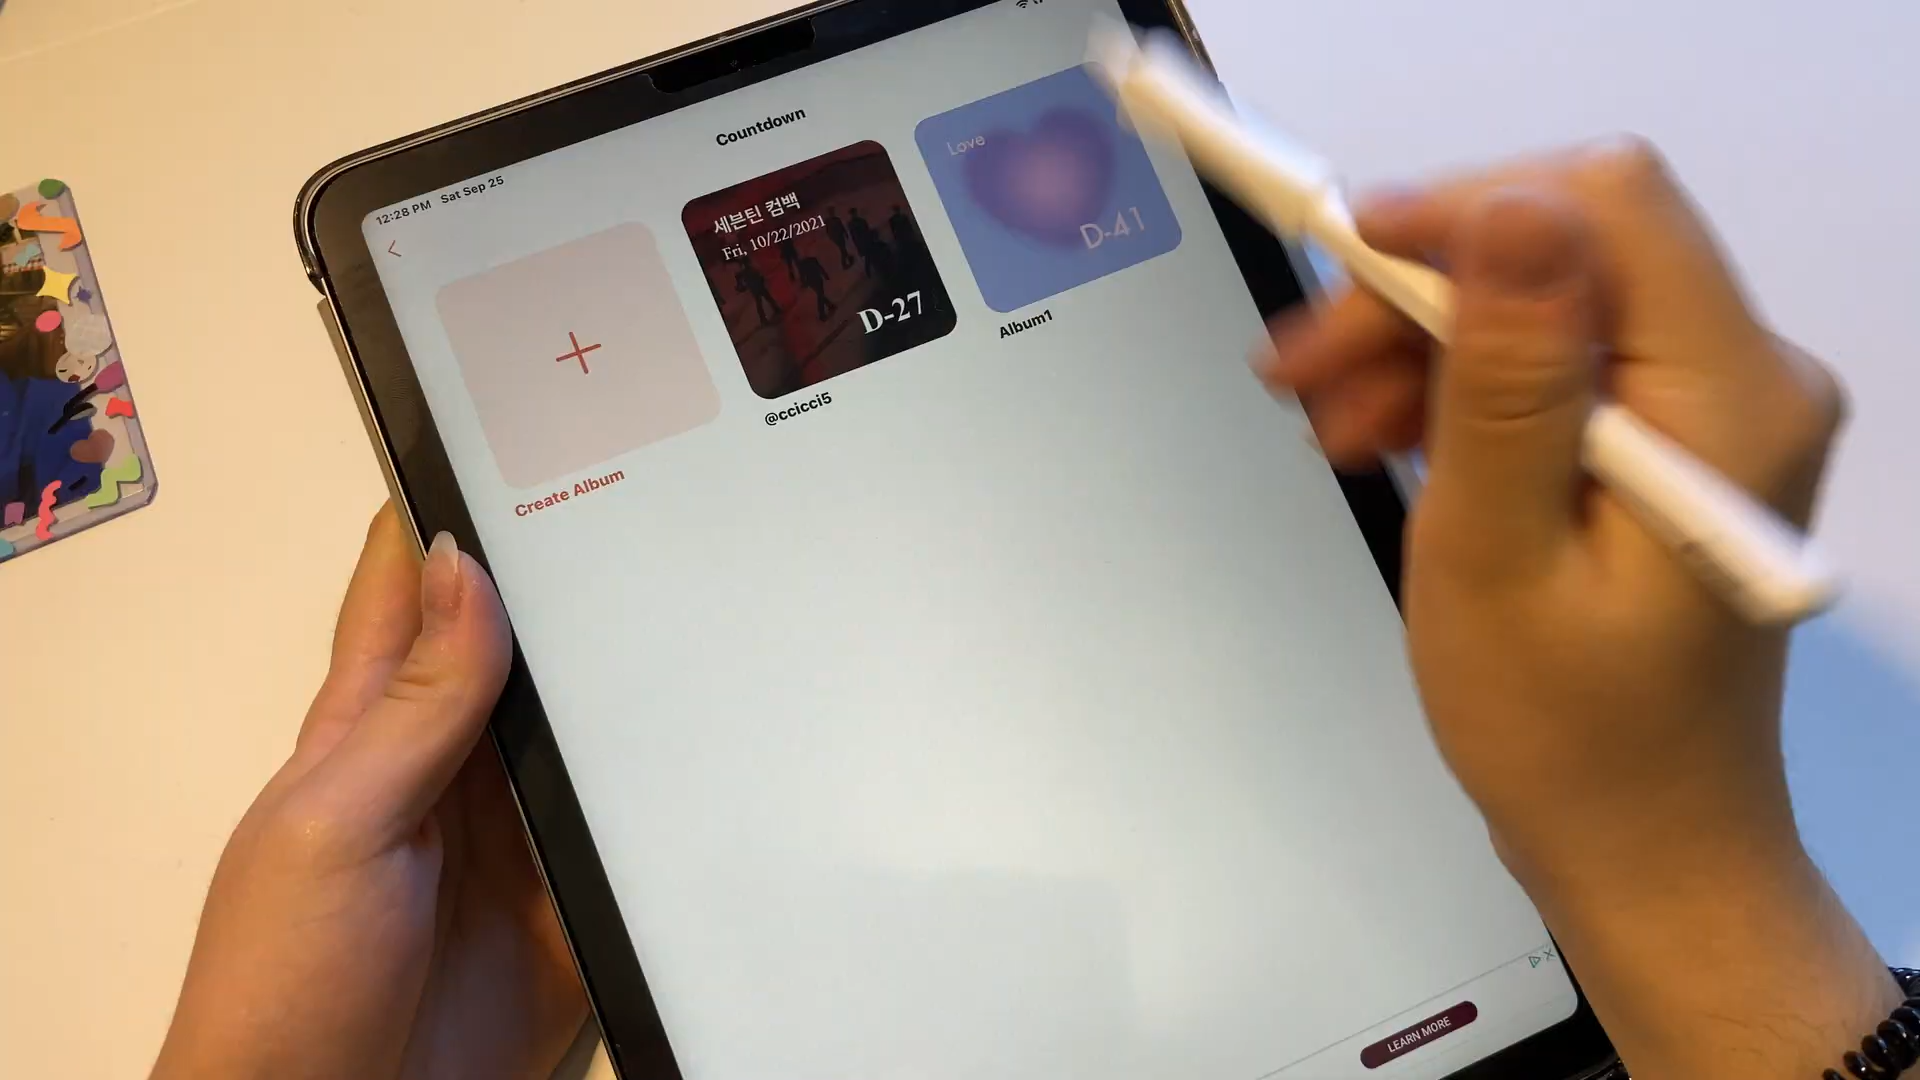 12:28 PM Sat Sep 25
Countdown
Create Album
세븐틴 컴백
Fri, 10/22/2021
D-27
@ccicci5
Love
D-41
Album1
LEARN MORE